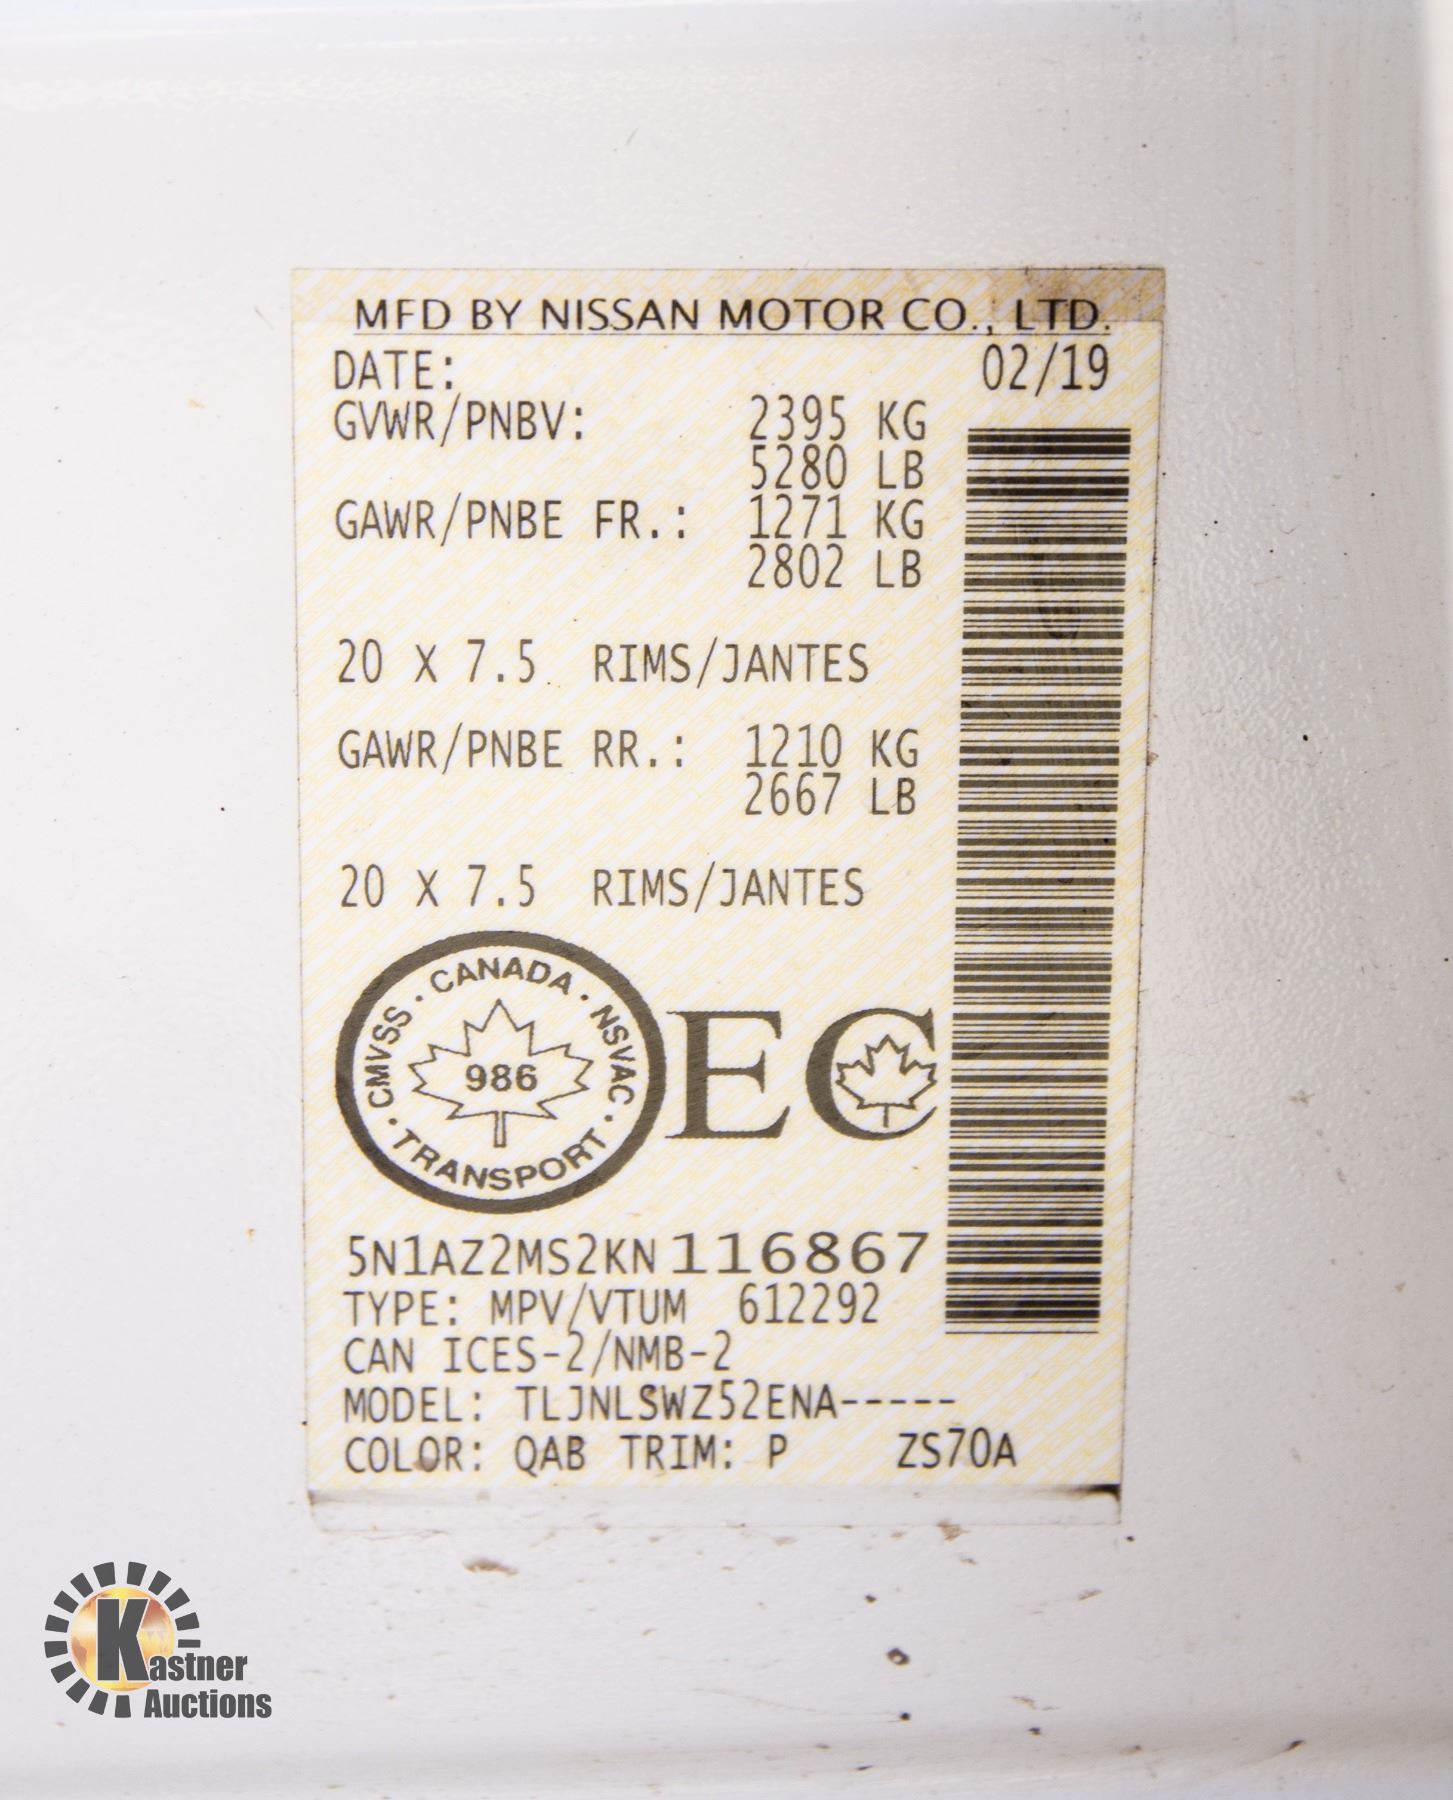 MFD BY NISSAN MOTOR CO., LTD.
DATE: 02/19
GVWR/PNBV: 2395 KG
5280 LB
GAWR/PNBE FR.: 1271 KG
2802 LB
20 X 7.5 RIMS/JANTES
GAWR/PNBE RR.: 1210 KG
2667 LB
20 X 7.5 RIMS/JANTES
CMVSS · CANADA · NSVAC · TRANSPORT ·
986
EC
5N1AZ2MS2KN116867
TYPE: MPV/VTUM 612292
CAN ICES-2/NMB-2
MODEL: TLJNLSWZ52ENA-----
COLOR: QAB TRIM: P ZS70A
Kastner
Auctions